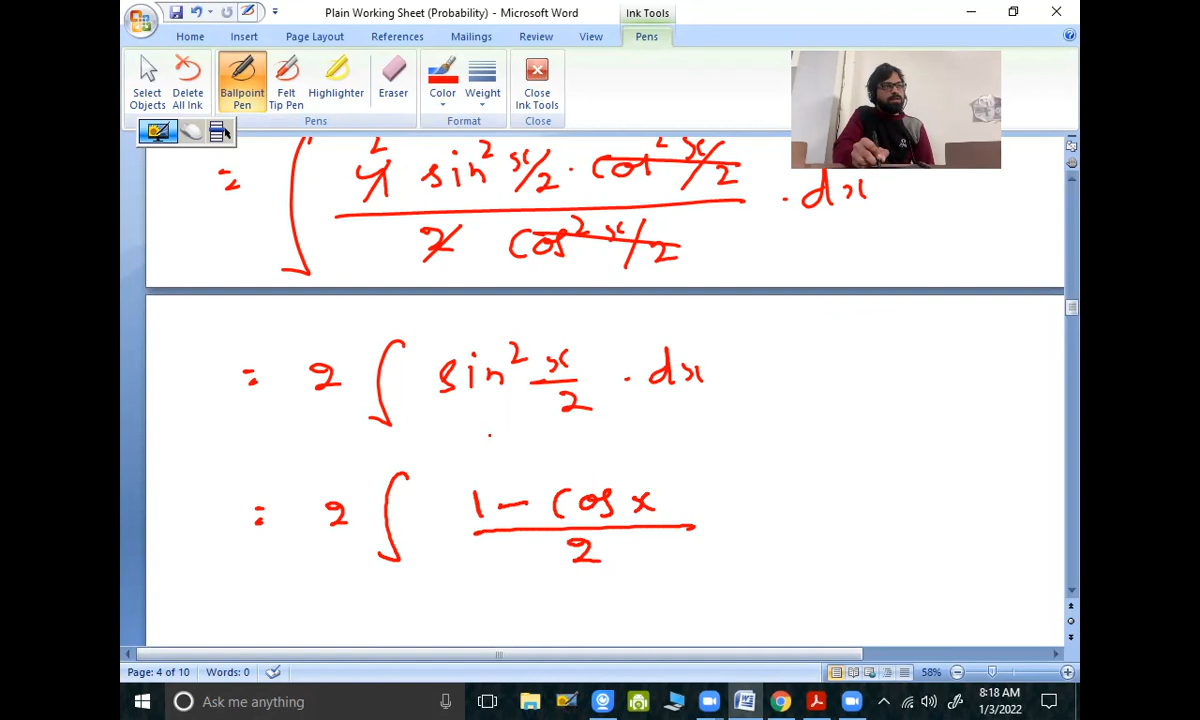 Plain Working Sheet (Probability) - Microsoft Word
Ink Tools
Home Insert Page Layout References Mailings Review View Pens
Select Objects
Delete All Ink
Ballpoint Pen
Felt Tip Pen
Highlighter
Eraser
Color
Weight
Close Ink Tools
Pens
Format
Close
= ∫ 4 2 sin² x/2 · cos² x/2 / 2 cos² x/2 · dx
= 2 ∫ sin² x/2 · dx
= 2 ∫ 1 - cos x / 2
Page: 4 of 10 Words: 0 58%
Ask me anything
8:18 AM
1/3/2022